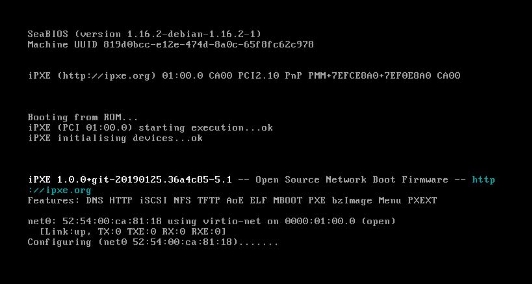 SeaBIOS (version 1.16.2-debian-1.16.2-1)
Machine UUID 819d0bcc-e12e-474d-8a0c-65f8fc62c978
iPXE (http://ipxe.org) 01:00.0 CA00 PCI2.10 PnP PMM+7EFCE8A0+7EF0E8A0 CA00
Booting from ROM...
iPXE (PCI 01:00.0) starting execution...ok
iPXE initialising devices...ok
iPXE 1.0.0+git-20190125.36a4c85-5.1 -- Open Source Network Boot Firmware -- http
://ipxe.org
Features: DNS HTTP iSCSI NFS TFTP AoE ELF MBOOT PXE bzImage Menu PXEXT
net0: 52:54:00:ca:81:18 using virtio-net on 0000:01:00.0 (open)
[Link:up, TX:0 TXE:0 RX:0 RXE:0]
Configuring (net0 52:54:00:ca:81:18).......